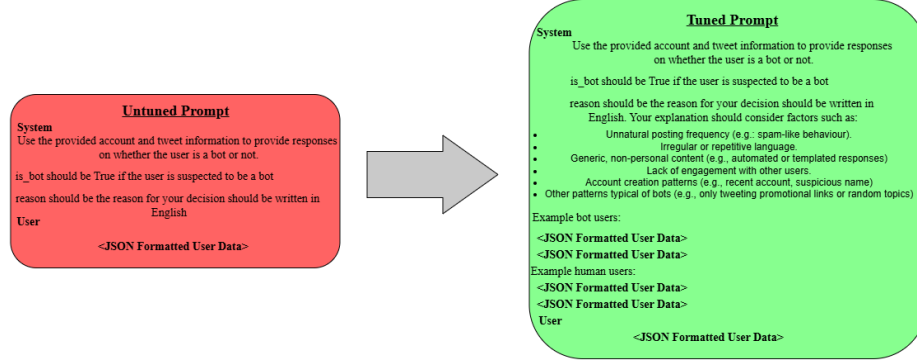 Untuned Prompt
System
Use the provided account and tweet information to provide responses
on whether the user is a bot or not.
is_bot should be True if the user is suspected to be a bot
reason should be the reason for your decision should be written in
English
User
<JSON Formatted User Data>
Tuned Prompt
System
Use the provided account and tweet information to provide responses
on whether the user is a bot or not.
is_bot should be True if the user is suspected to be a bot
reason should be the reason for your decision should be written in
English. Your explanation should consider factors such as:
• Unnatural posting frequency (e.g.: spam-like behaviour).
• Irregular or repetitive language.
• Generic, non-personal content (e.g., automated or templated responses)
• Lack of engagement with other users.
• Account creation patterns (e.g., recent account, suspicious name)
• Other patterns typical of bots (e.g., only tweeting promotional links or random topics)
Example bot users:
<JSON Formatted User Data>
<JSON Formatted User Data>
Example human users:
<JSON Formatted User Data>
<JSON Formatted User Data>
User
<JSON Formatted User Data>